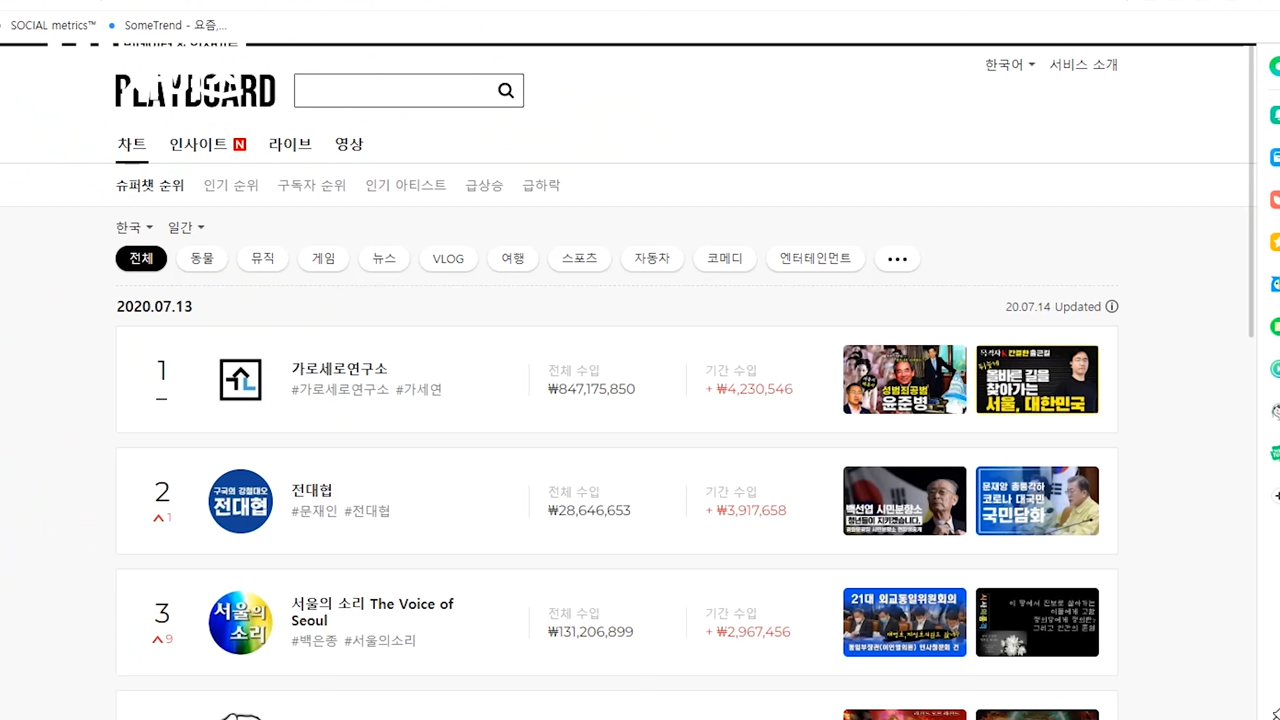 SOCIAL metrics™ SomeTrend - 요즘,...
한국어 서비스 소개
PLAYBOARD
차트 인사이트 N 라이브 영상
슈퍼챗 순위 인기 순위 구독자 순위 인기 아티스트 급상승 급하락
한국 일간
전체 동물 뮤직 게임 뉴스 VLOG 여행 스포츠 자동차 코메디 엔터테인먼트
2020.07.13 20.07.14 Updated
1
가로세로연구소
#가로세로연구소 #가세연
전체 수입
₩847,175,850
기간 수입
+ ₩4,230,546
성범죄공범
윤준병
올바른 길을
찾아가는
서울, 대한민국
2
1
구국의 강철대오
전대협
전대협
#문재인 #전대협
전체 수입
₩28,646,653
기간 수입
+ ₩3,917,658
백선엽 시민분향소
청년들이 지키겠습니다.
문재앙 총통각하
코로나 대국민
국민담화
3
9
서울의
소리
서울의 소리 The Voice of
Seoul
#백은종 #서울의소리
전체 수입
₩131,206,899
기간 수입
+ ₩2,967,456
21대 외교통일위원회의